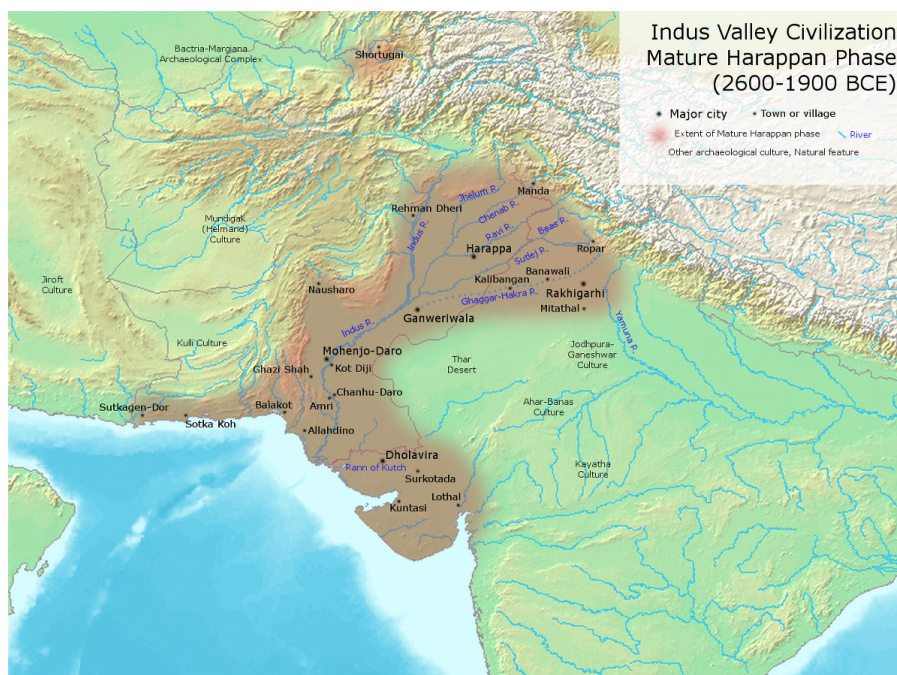 Indus Valley Civilization
Mature Harappan Phase
(2600-1900 BCE)
Major city
Town or village
Extent of Mature Harappan phase
River
Other archaeological culture, Natural feature
Bactria-Margiana
Archaeological Complex
Shortugai
Manda
Jhelum R.
Rehman Dheri
Chenab R.
Mundigak
(Helmand)
Culture
Indus R.
Ravi P.
Beas R.
Harappa
Ropar
Sutlej R.
Banawali
Jiroft
Culture
Nausharo
Kalibangan
Rakhigarhi
Ghaggar-Hakra R.
Mitathal
Ganweriwala
Indus R.
Yamuna R.
Kulli Culture
Mohenjo-Daro
Kot Diji
Ghazi Shah
Thar
Desert
Jodhpura-
Ganeshwar
Culture
Chanhu-Daro
Sutkagen-Dor
Balakot
Amri
Ahar-Banas
Culture
Sotka Koh
Allahdino
Dholavira
Rann of Kutch
Surkotada
Kayatha
Culture
Lothal
Kuntasi